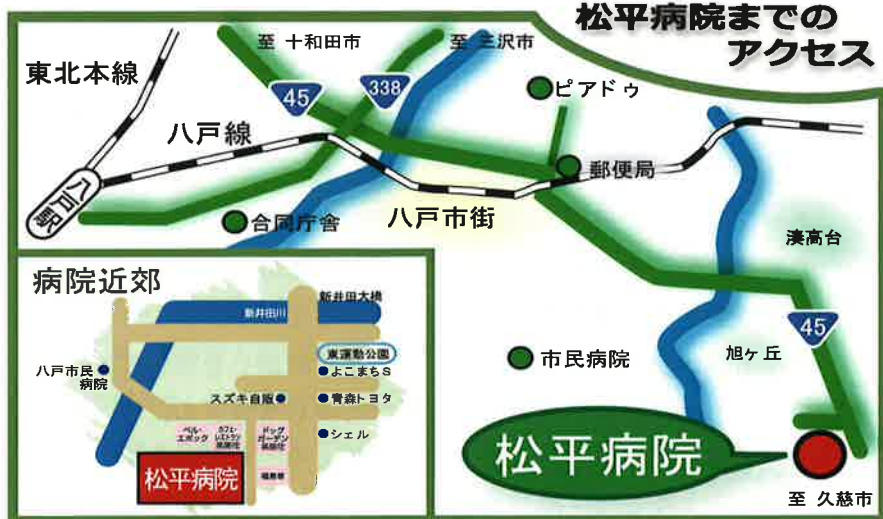 松平病院までの
アクセス
至 十和田市
至 三沢市
東北本線
45
338
ピアドゥ
八戸線
郵便局
八戸駅
合同庁舎
八戸市街
湊高台
45
市民病院
旭ヶ丘
松平病院
至 久慈市
病院近郊
新井田大橋
新井田川
東運動公園
八戸市民
病院
よこまちS
スズキ自販
青森トヨタ
ベル・
エポック
カフェ・
レストラン
ドッグ
ガーデン
シェル
松平病院